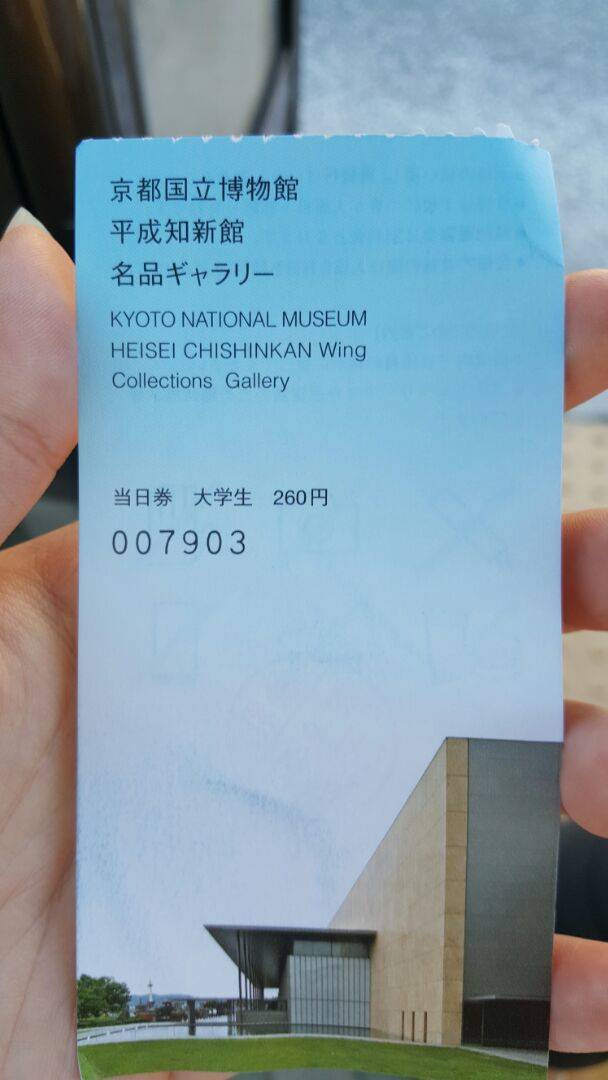 京都国立博物館
平成知新館
名品ギャラリー
KYOTO NATIONAL MUSEUM
HEISEI CHISHINKAN Wing
Collections Gallery
当日券 大学生 260円
007903